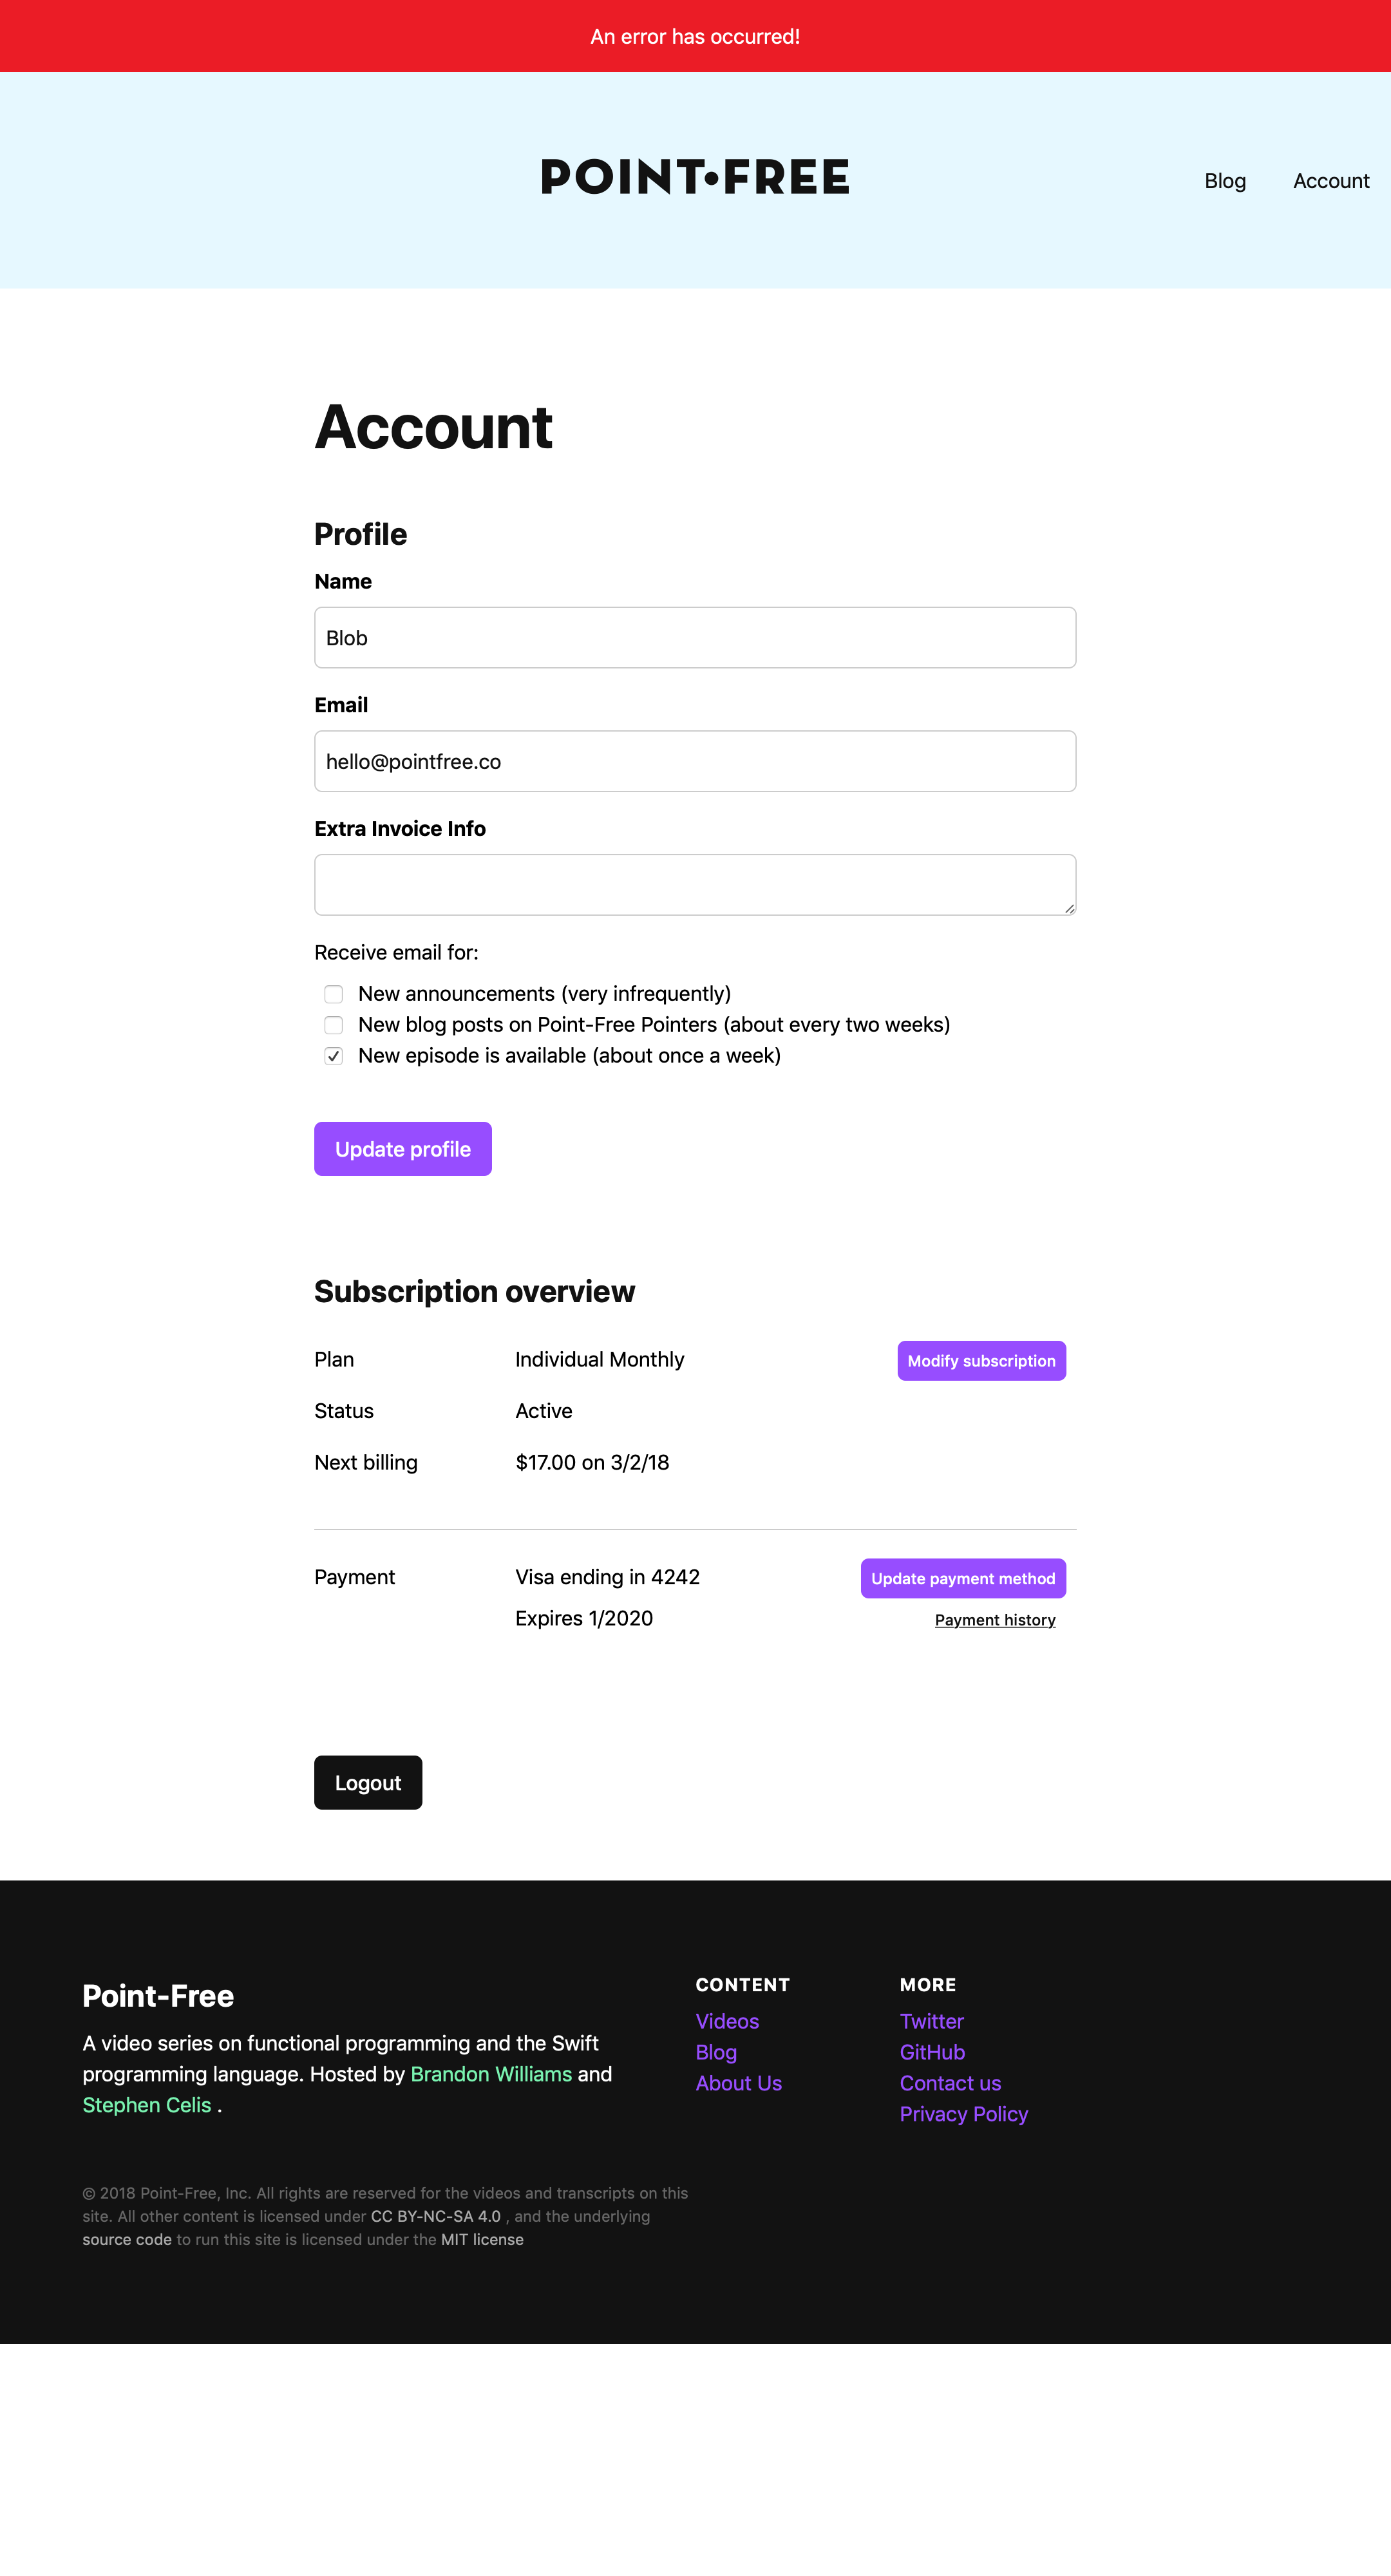 An error has occurred!
POINT•FREE
Blog
Account
Account
Profile
Name
Blob
Email
hello@pointfree.co
Extra Invoice Info
Receive email for:
New announcements (very infrequently)
New blog posts on Point-Free Pointers (about every two weeks)
New episode is available (about once a week)
Update profile
Subscription overview
Plan
Individual Monthly
Modify subscription
Status
Active
Next billing
$17.00 on 3/2/18
Payment
Visa ending in 4242
Update payment method
Expires 1/2020
Payment history
Logout
Point-Free
A video series on functional programming and the Swift
programming language. Hosted by Brandon Williams and
Stephen Celis .
CONTENT
Videos
Blog
About Us
MORE
Twitter
GitHub
Contact us
Privacy Policy
© 2018 Point-Free, Inc. All rights are reserved for the videos and transcripts on this
site. All other content is licensed under CC BY-NC-SA 4.0 , and the underlying
source code to run this site is licensed under the MIT license